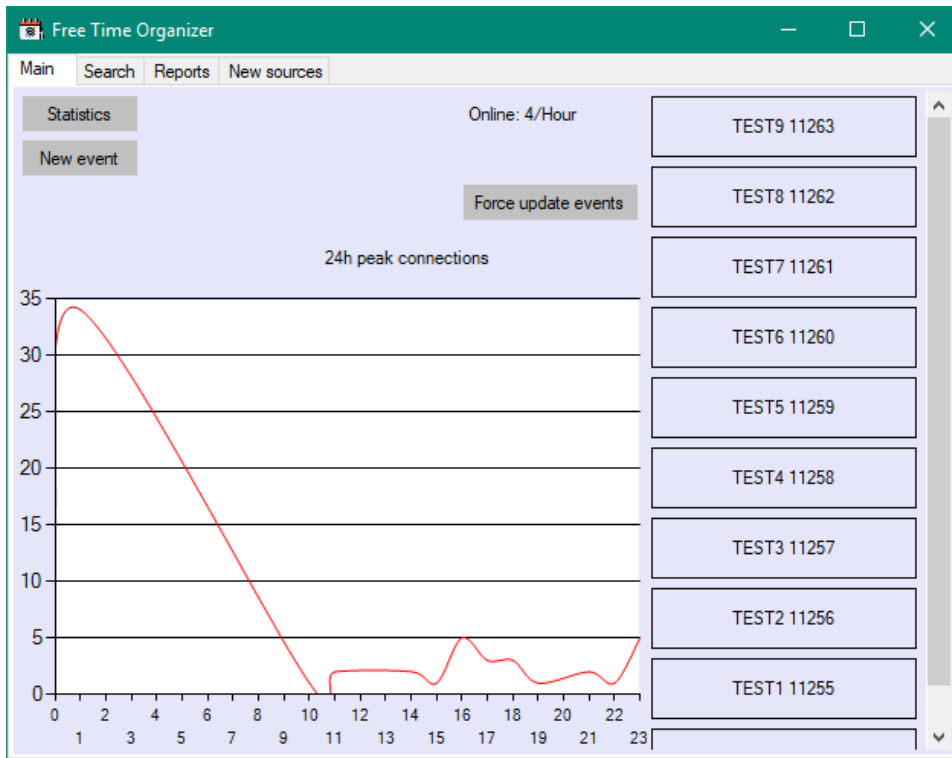 Free Time Organizer
Main Search Reports New sources
Statistics
Online: 4/Hour
New event
Force update events
24h peak connections
35
30
25
20
15
10
5
0
0 2 4 6 8 10 12 14 16 18 20 22
1 3 5 7 9 11 13 15 17 19 21 23
TEST9 11263
TEST8 11262
TEST7 11261
TEST6 11260
TEST5 11259
TEST4 11258
TEST3 11257
TEST2 11256
TEST1 11255